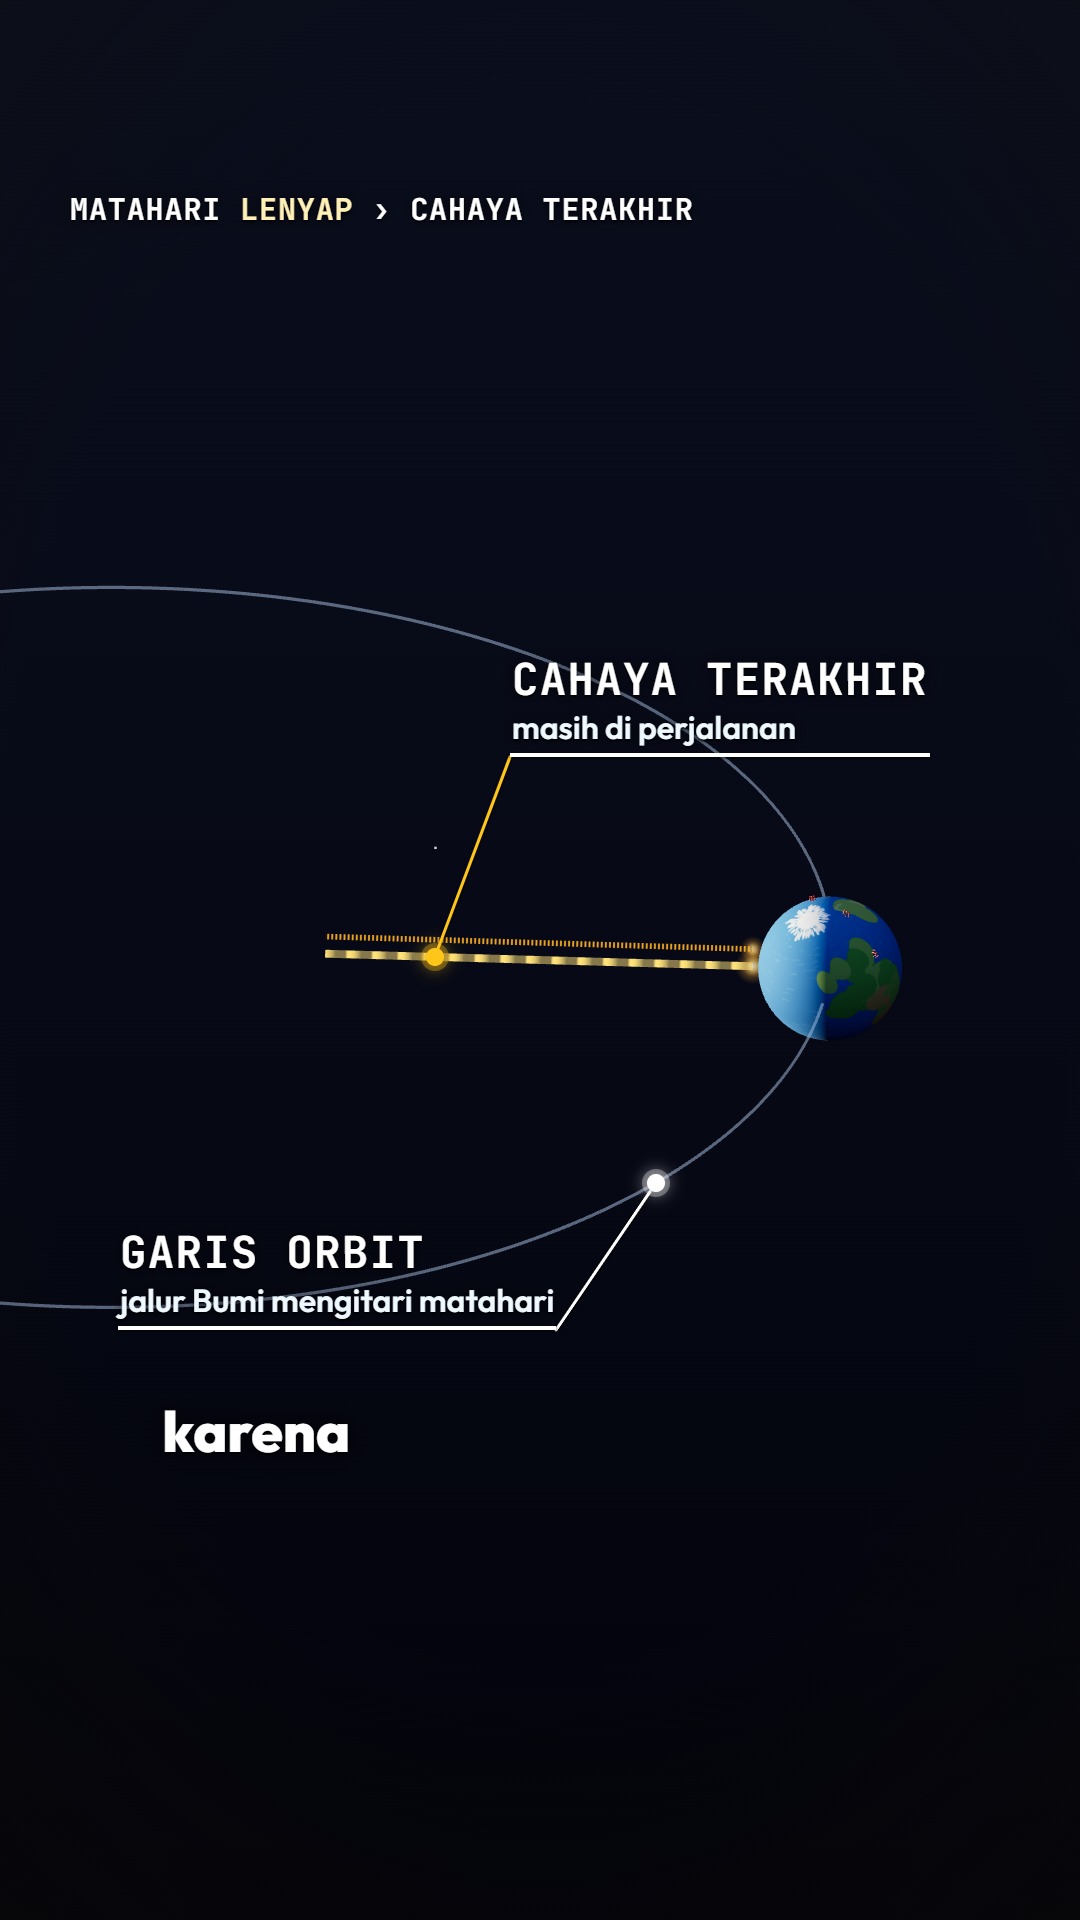 MATAHARI LENYAP › CAHAYA TERAKHIR
CAHAYA TERAKHIR
masih di perjalanan
GARIS ORBIT
jalur Bumi mengitari matahari
karena